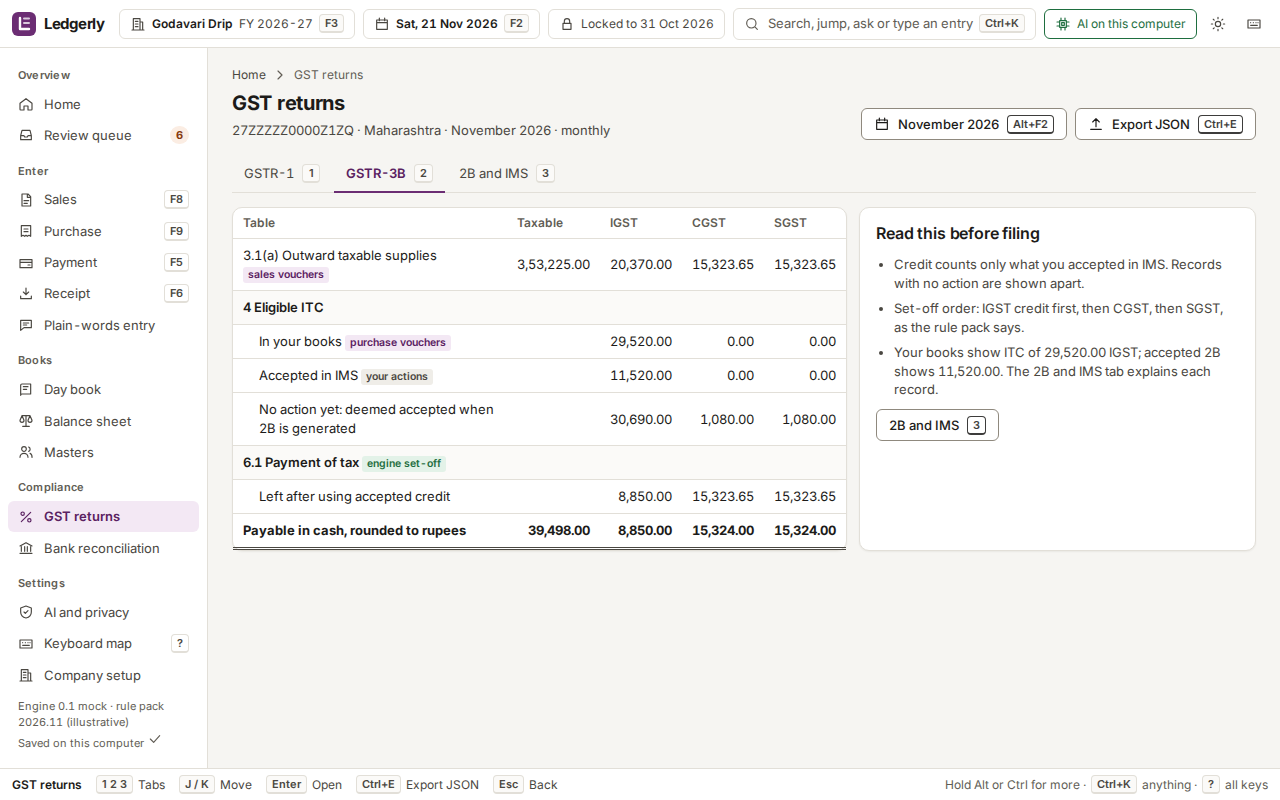 Ledgerly
Godavari Drip FY 2026-27 F3
Sat, 21 Nov 2026 F2
Locked to 31 Oct 2026
Search, jump, ask or type an entry Ctrl+K
AI on this computer
Overview
Home
Review queue 6
Enter
Sales F8
Purchase F9
Payment F5
Receipt F6
Plain-words entry
Books
Day book
Balance sheet
Masters
Compliance
GST returns
Bank reconciliation
Settings
AI and privacy
Keyboard map ?
Company setup
Engine 0.1 mock · rule pack
2026.11 (illustrative)
Saved on this computer
Home > GST returns
GST returns
27ZZZZZ0000Z1ZQ · Maharashtra · November 2026 · monthly
November 2026 Alt+F2
Export JSON Ctrl+E
GSTR-1 1
GSTR-3B 2
2B and IMS 3
Table Taxable IGST CGST SGST
3.1(a) Outward taxable supplies
sales vouchers
3,53,225.00 20,370.00 15,323.65 15,323.65
4 Eligible ITC
In your books purchase vouchers 29,520.00 0.00 0.00
Accepted in IMS your actions 11,520.00 0.00 0.00
No action yet: deemed accepted when
2B is generated
30,690.00 1,080.00 1,080.00
6.1 Payment of tax engine set-off
Left after using accepted credit 8,850.00 15,323.65 15,323.65
Payable in cash, rounded to rupees 39,498.00 8,850.00 15,324.00 15,324.00
Read this before filing
• Credit counts only what you accepted in IMS. Records
with no action are shown apart.
• Set-off order: IGST credit first, then CGST, then SGST,
as the rule pack says.
• Your books show ITC of 29,520.00 IGST; accepted 2B
shows 11,520.00. The 2B and IMS tab explains each
record.
2B and IMS 3
GST returns 1 2 3 Tabs J / K Move Enter Open Ctrl+E Export JSON Esc Back
Hold Alt or Ctrl for more · Ctrl+K anything · ? all keys